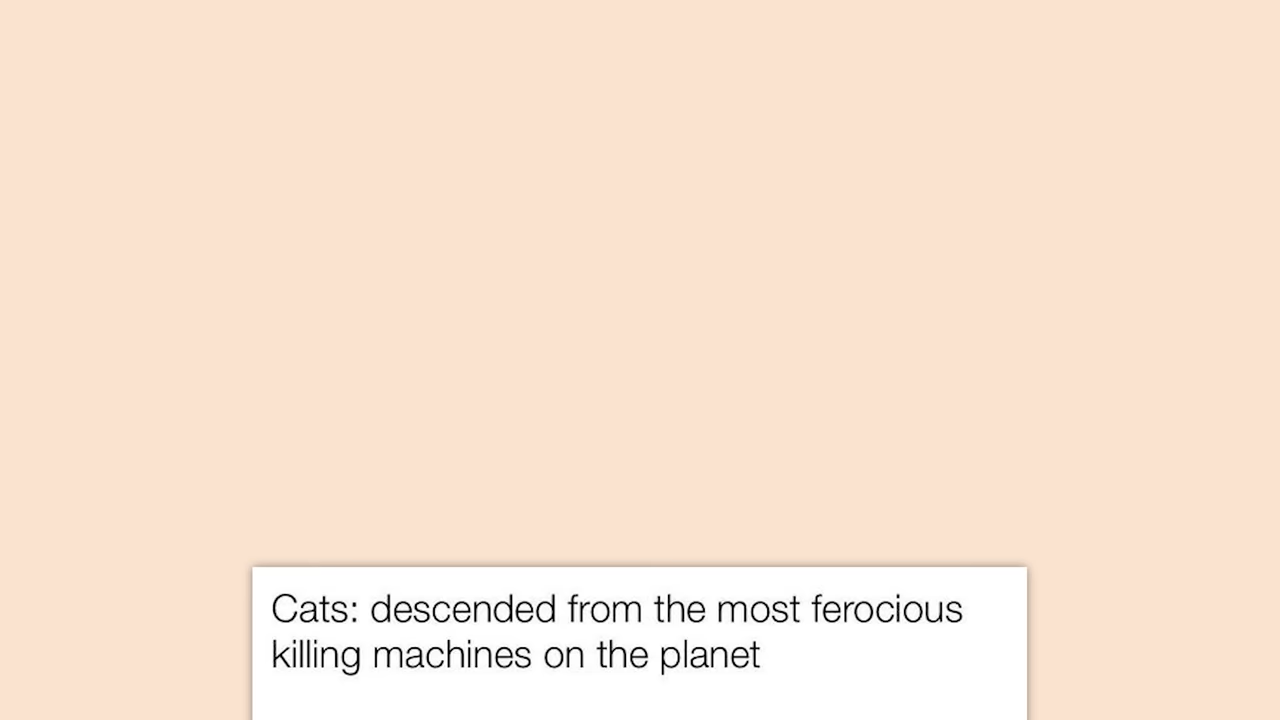 Cats: descended from the most ferocious
killing machines on the planet